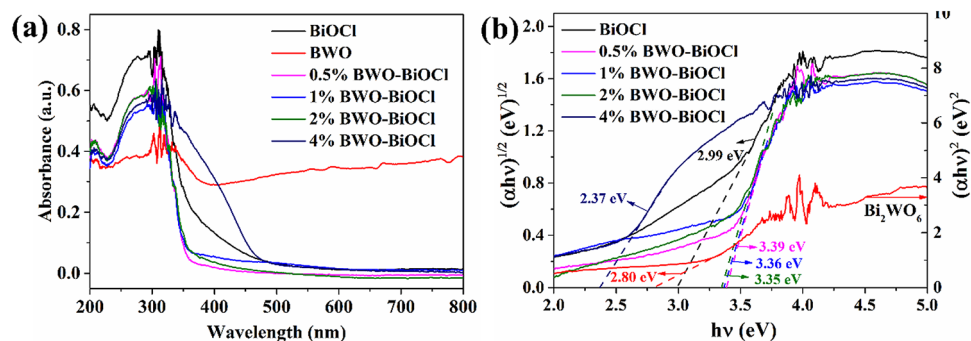 (a)
0.8
0.6
0.4
0.2
0.0
Absorbance (a.u.)
200 300 400 500 600 700 800
Wavelength (nm)
BiOCl
BWO
0.5% BWO-BiOCl
1% BWO-BiOCl
2% BWO-BiOCl
4% BWO-BiOCl
(b)
2.1
1.8
1.5
1.2
0.9
0.6
0.3
0.0
(αhν)1/2 (eV)1/2
BiOCl
0.5% BWO-BiOCl
1% BWO-BiOCl
2% BWO-BiOCl
4% BWO-BiOCl
2.99 eV
2.37 eV
2.80 eV
3.39 eV
3.36 eV
3.35 eV
Bi2WO6
2.0 2.5 3.0 3.5 4.0 4.5 5.0
hν (eV)
10
8
6
4
2
0
(αhν)2 (eV)2